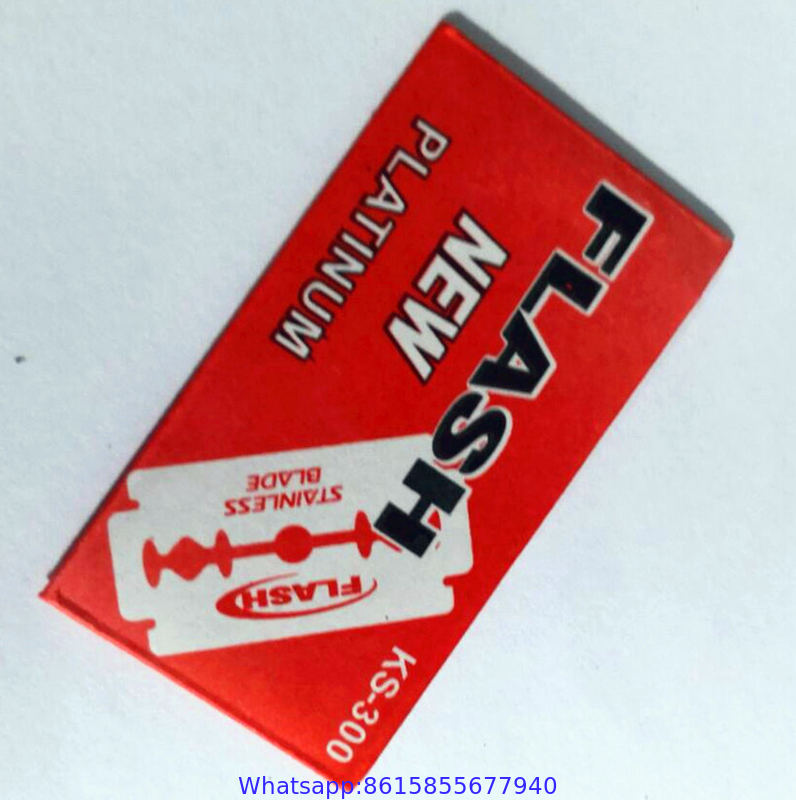 FLASH
NEW
PLATINUM
STAINLESS
BLADE
FLASH
KS-300
Whatsapp:8615855677940